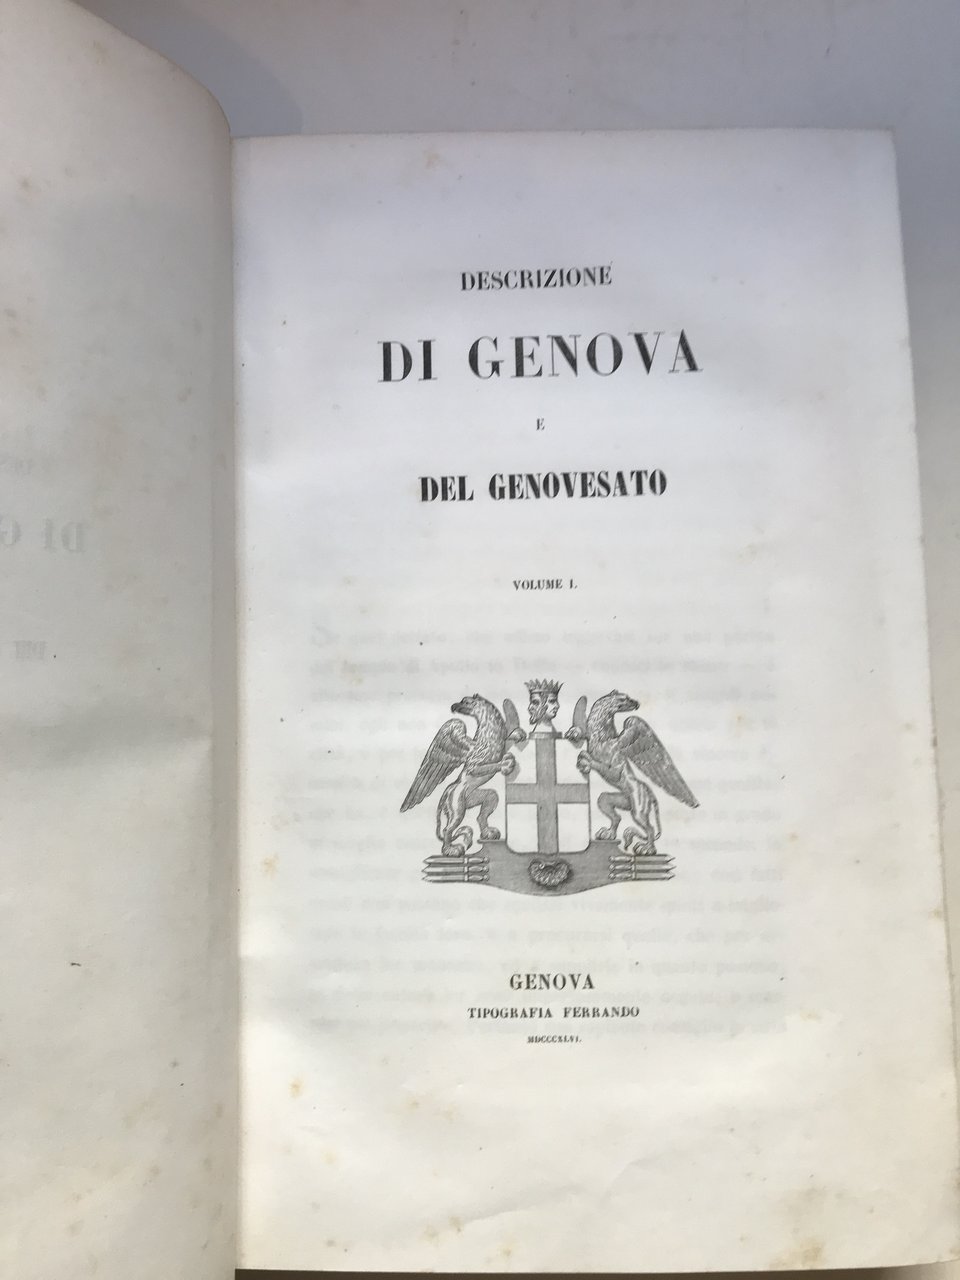 DESCRIZIONE
DI GENOVA
E
DEL GENOVESATO
VOLUME I.
GENOVA
TIPOGRAFIA FERRANDO
MDCCCXLVI.